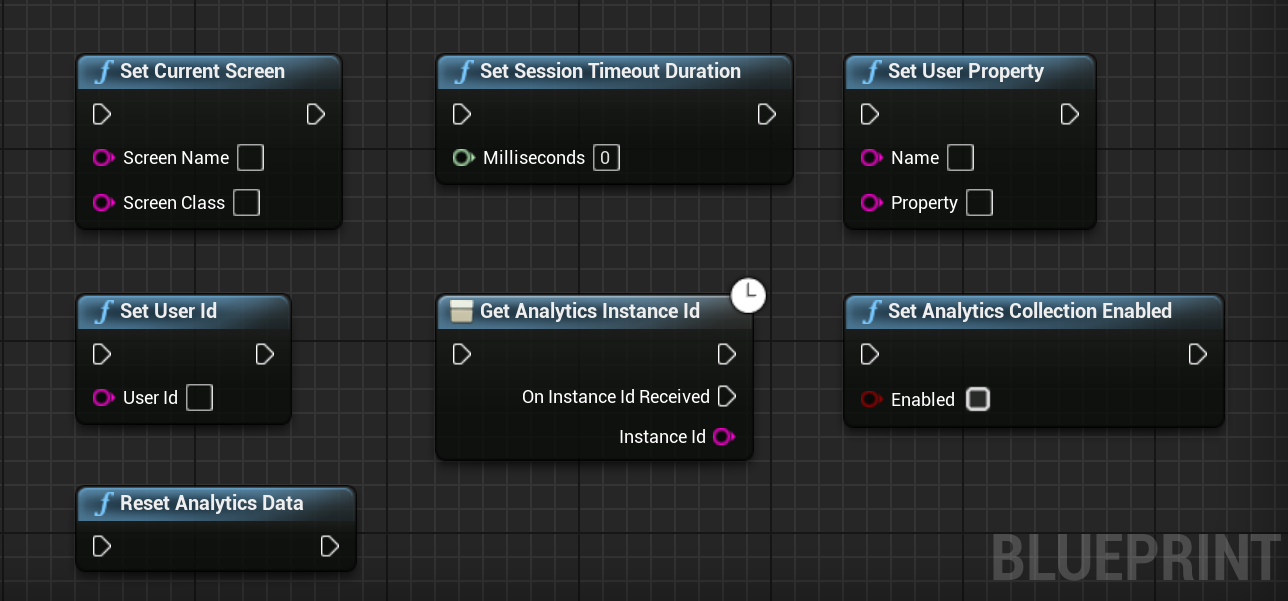 f Set Current Screen
Screen Name
Screen Class
f Set Session Timeout Duration
Milliseconds 0
f Set User Property
Name
Property
f Set User Id
User Id
Get Analytics Instance Id
On Instance Id Received
Instance Id
f Set Analytics Collection Enabled
Enabled
f Reset Analytics Data
BLUEPRINT